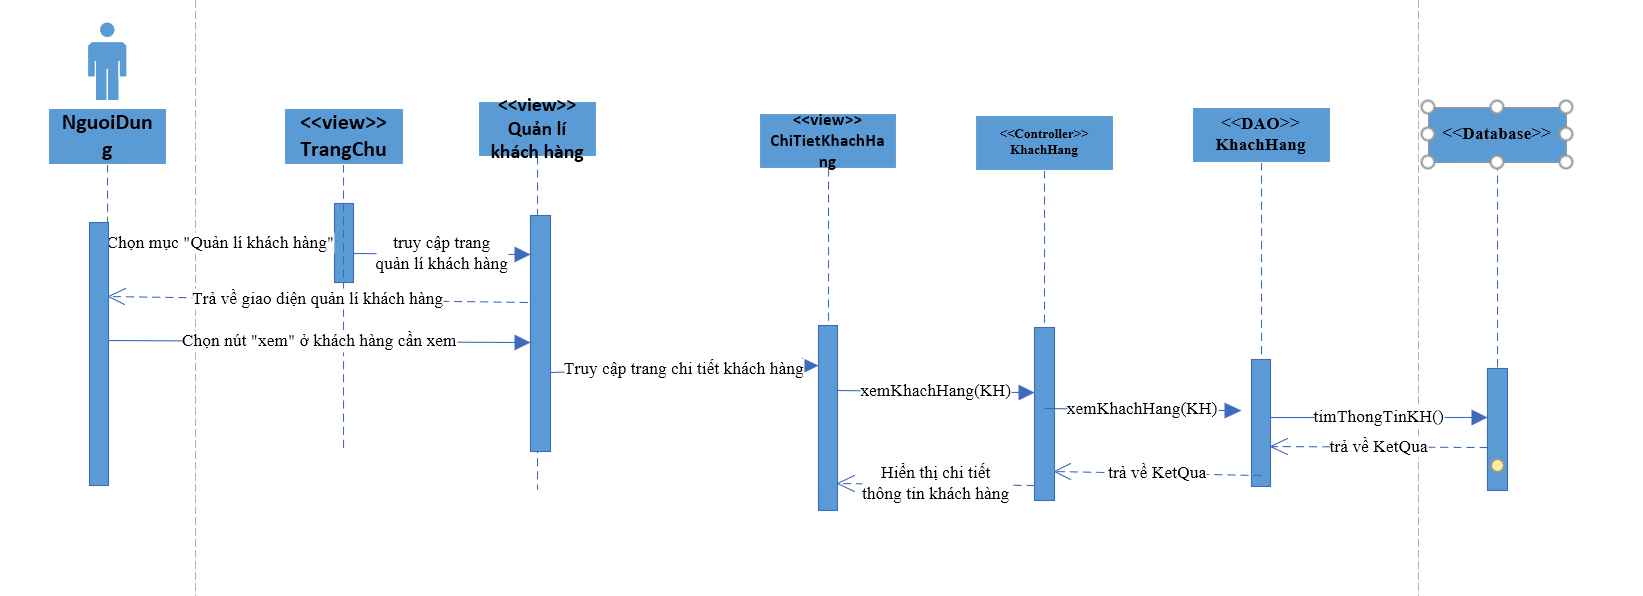 NguoiDun
g
<<view>>
TrangChu
<<view>>
Quản lí
khách hàng
<<view>>
ChiTietKhachHa
ng
<<Controller>>
KhachHang
<<DAO>>
KhachHang
<<Database>>
Chọn mục "Quản lí khách hàng"
truy cập trang
quản lí khách hàng
Trả về giao diện quản lí khách hàng
Chọn nút "xem" ở khách hàng cần xem
Truy cập trang chi tiết khách hàng
xemKhachHang(KH)
xemKhachHang(KH)
timThongTinKH()
trả về KetQua
trả về KetQua
Hiển thị chi tiết
thông tin khách hàng